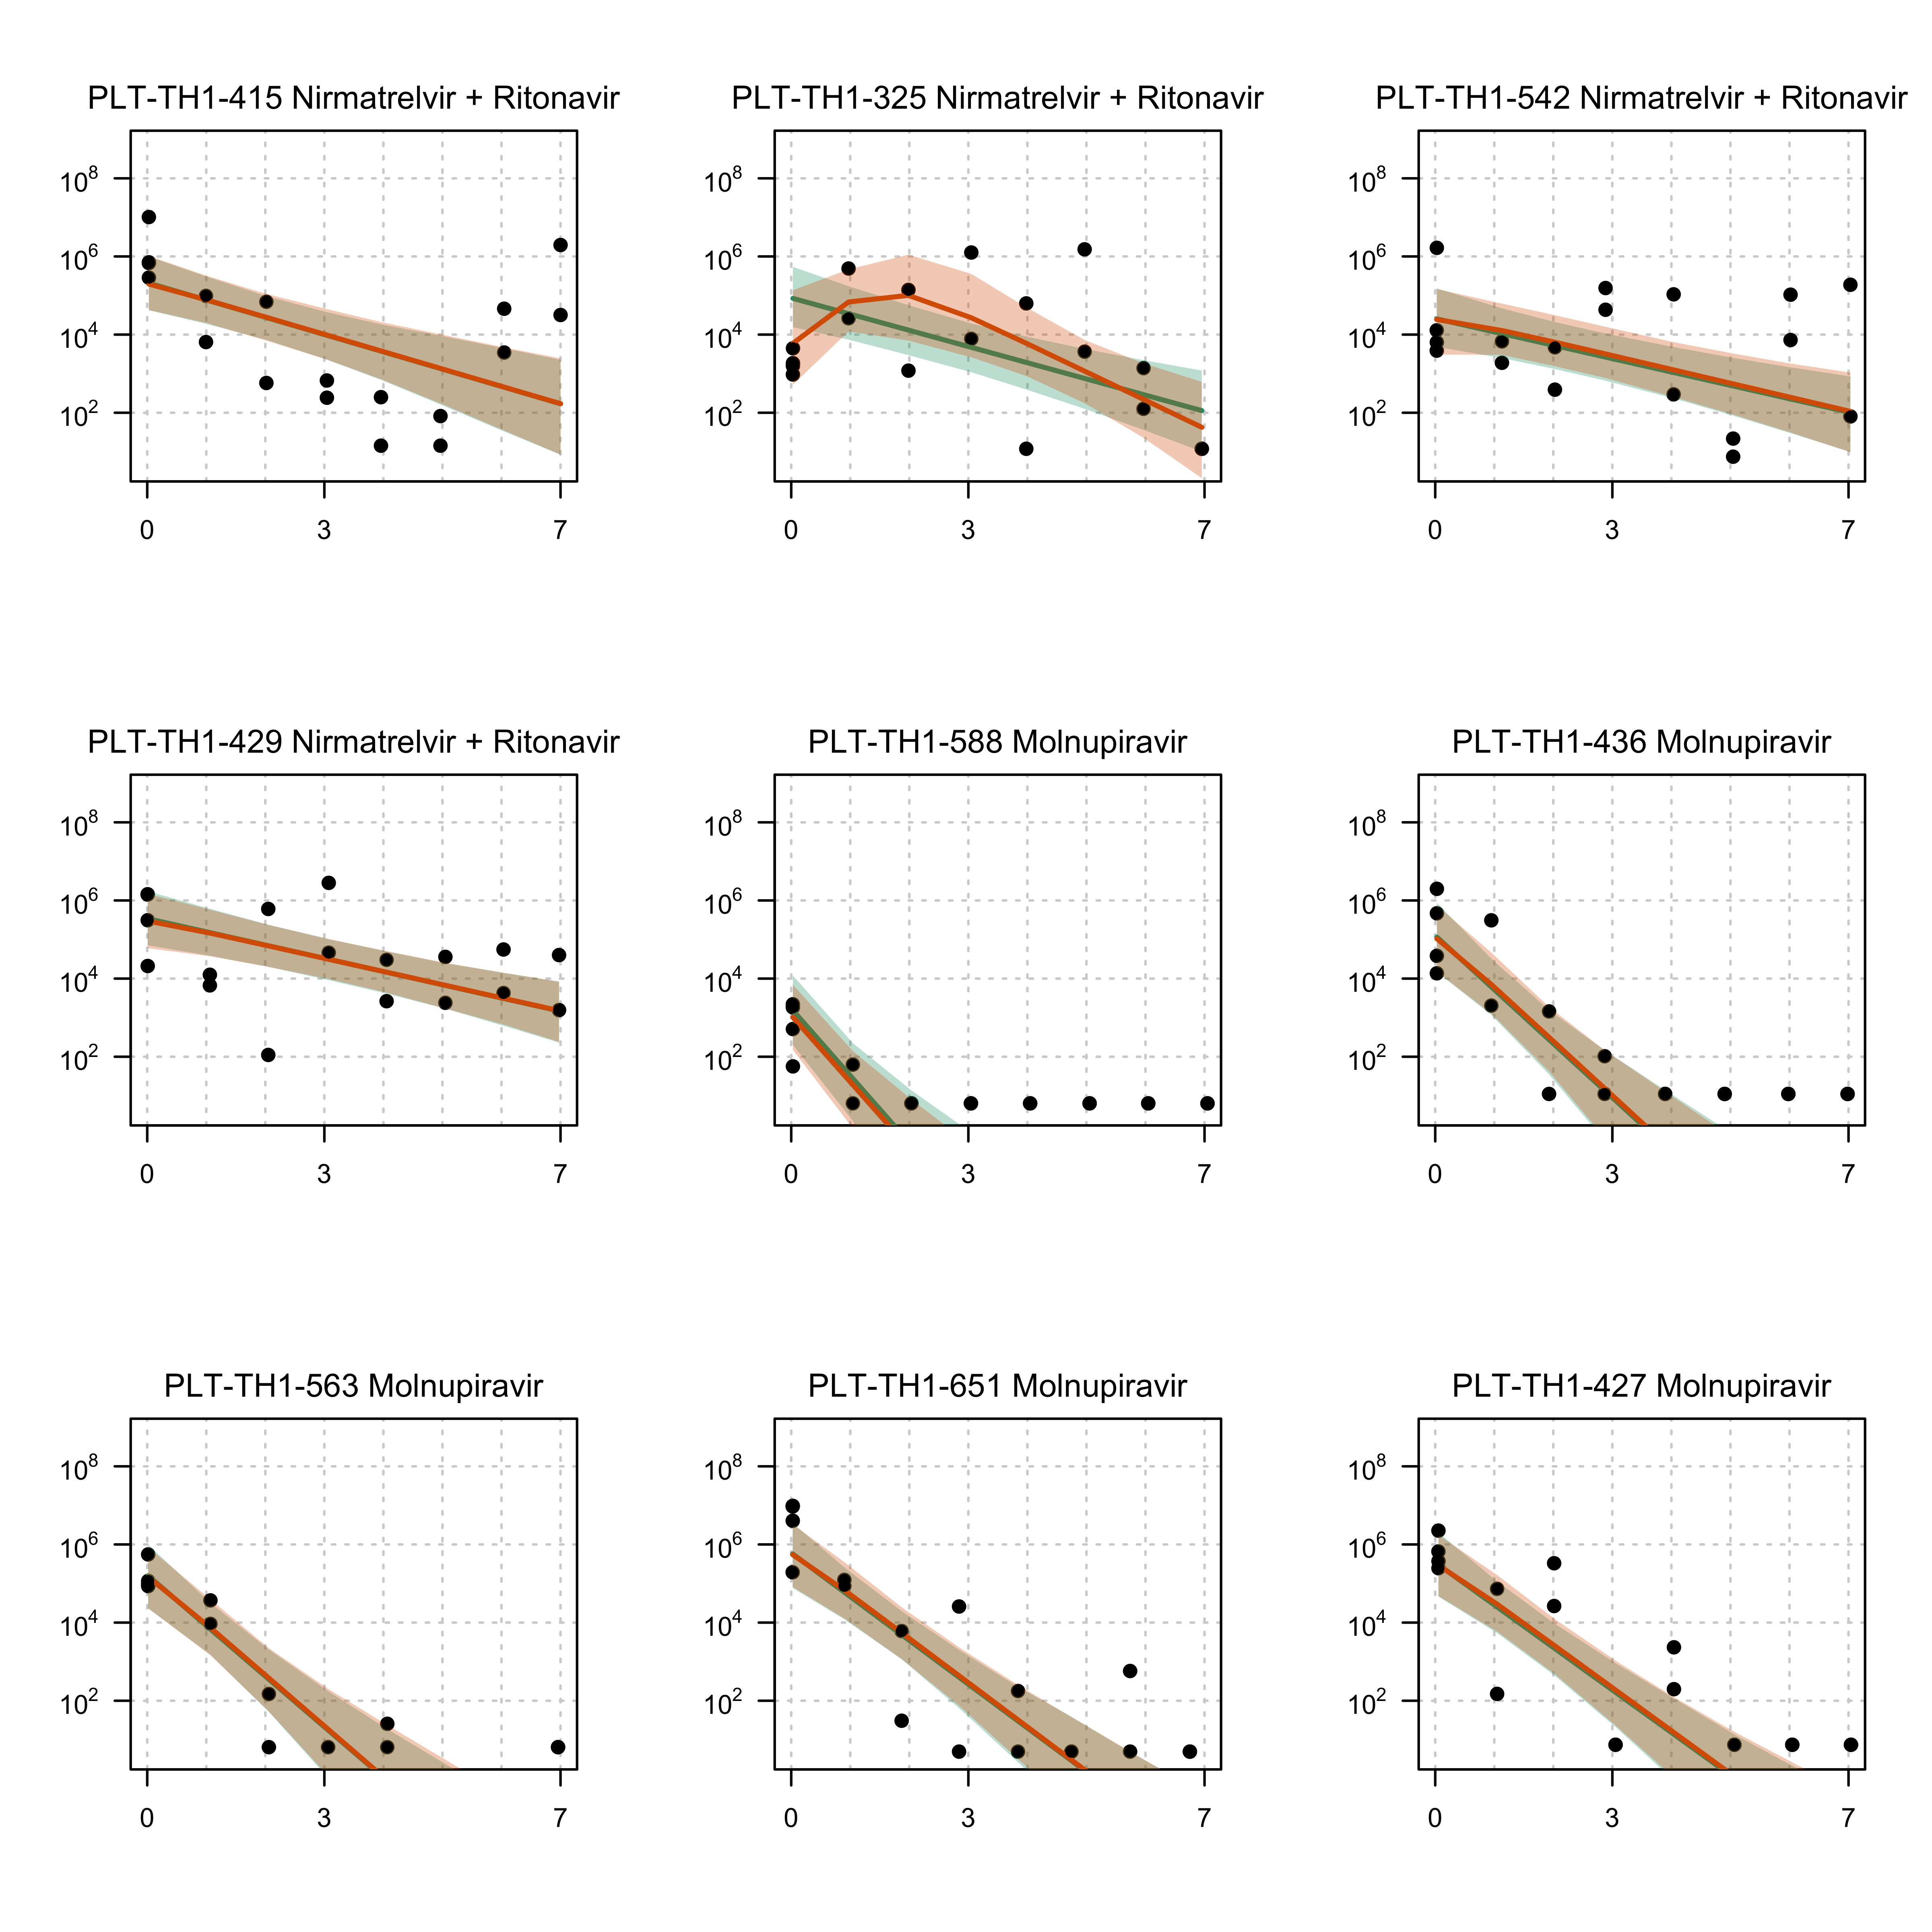 PLT-TH1-415 Nirmatrelvir + Ritonavir
10^8
10^6
10^4
10^2
0 3 7
PLT-TH1-325 Nirmatrelvir + Ritonavir
10^8
10^6
10^4
10^2
0 3 7
PLT-TH1-542 Nirmatrelvir + Ritonavir
10^8
10^6
10^4
10^2
0 3 7
PLT-TH1-429 Nirmatrelvir + Ritonavir
10^8
10^6
10^4
10^2
0 3 7
PLT-TH1-588 Molnupiravir
10^8
10^6
10^4
10^2
0 3 7
PLT-TH1-436 Molnupiravir
10^8
10^6
10^4
10^2
0 3 7
PLT-TH1-563 Molnupiravir
10^8
10^6
10^4
10^2
0 3 7
PLT-TH1-651 Molnupiravir
10^8
10^6
10^4
10^2
0 3 7
PLT-TH1-427 Molnupiravir
10^8
10^6
10^4
10^2
0 3 7